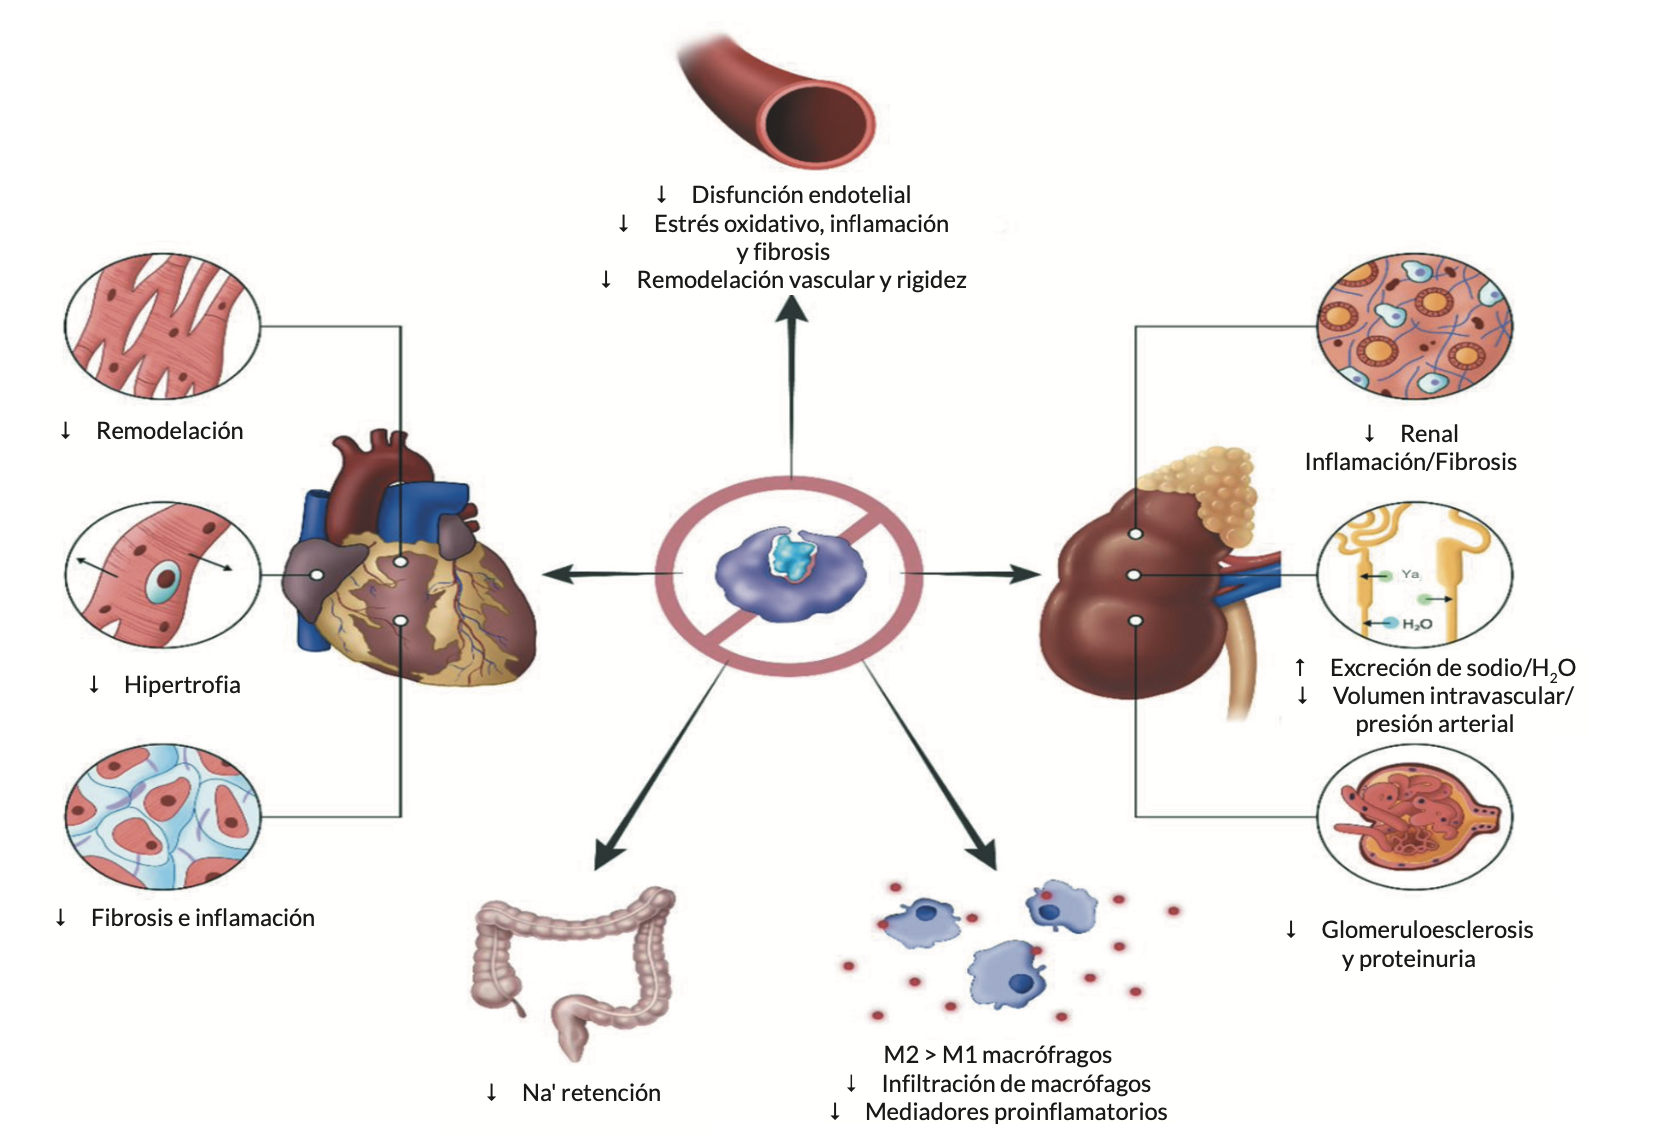 ↓ Disfunción endotelial
↓ Estrés oxidativo, inflamación
y fibrosis
↓ Remodelación vascular y rigidez
↓ Remodelación
↓ Hipertrofia
↓ Fibrosis e inflamación
↓ Renal
Inflamación/Fibrosis
Ya
H₂O
↑ Excreción de sodio/H₂O
↓ Volumen intravascular/
presión arterial
↓ Glomeruloesclerosis
y proteinuria
↓ Na' retención
M2 > M1 macrófragos
↓ Infiltración de macrófagos
↓ Mediadores proinflamatorios